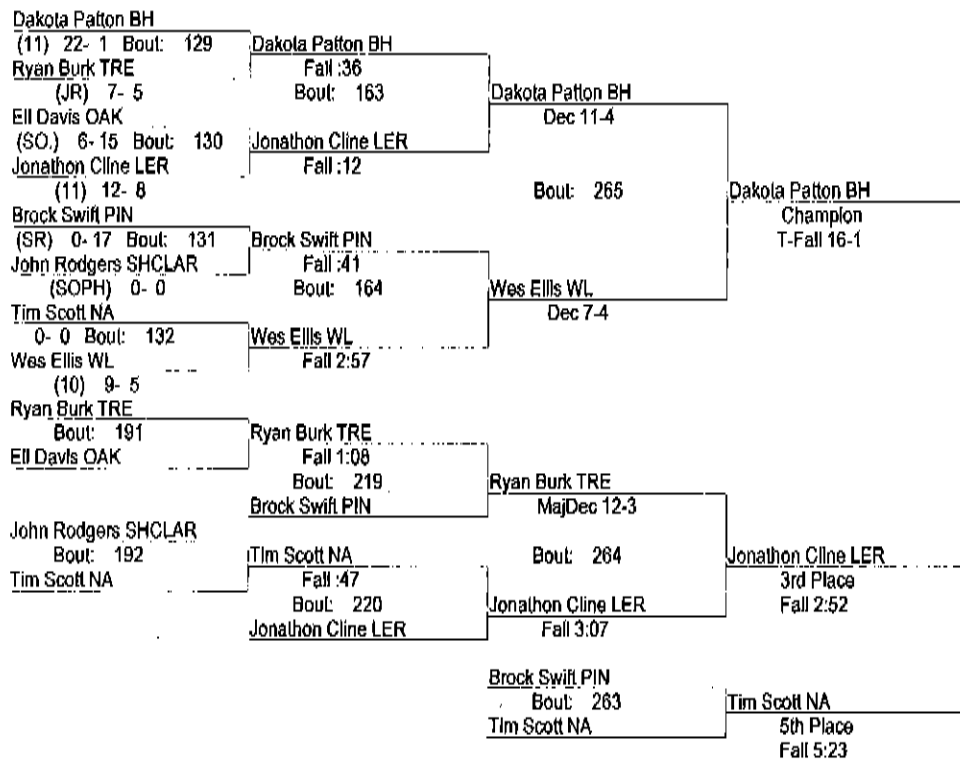 Dakota Patton BH
(11) 22- 1 Bout: 129
Ryan Burk TRE
(JR) 7- 5
Eli Davis OAK
(SO.) 6- 15 Bout: 130
Jonathon Cline LER
(11) 12- 8
Brock Swift PIN
(SR) 0- 17 Bout: 131
John Rodgers SHCLAR
(SOPH) 0- 0
Tim Scott NA
0- 0 Bout: 132
Wes Ellis WL
(10) 9- 5
Dakota Patton BH
Fall :36
Bout: 163
Jonathon Cline LER
Fall :12
Brock Swift PIN
Fall :41
Bout: 164
Wes Ellis WL
Fall 2:57
Dakota Patton BH
Dec 11-4
Bout: 265
Wes Ellis WL
Dec 7-4
Dakota Patton BH
Champion
T-Fall 16-1
Ryan Burk TRE
Bout: 191
Eli Davis OAK
John Rodgers SHCLAR
Bout: 192
Tim Scott NA
Ryan Burk TRE
Fall 1:08
Bout: 219
Brock Swift PIN
Tim Scott NA
Fall :47
Bout: 220
Jonathon Cline LER
Ryan Burk TRE
MajDec 12-3
Bout: 264
Jonathon Cline LER
Fall 3:07
Jonathon Cline LER
3rd Place
Fall 2:52
Brock Swift PIN
Bout: 263
Tim Scott NA
Tim Scott NA
5th Place
Fall 5:23